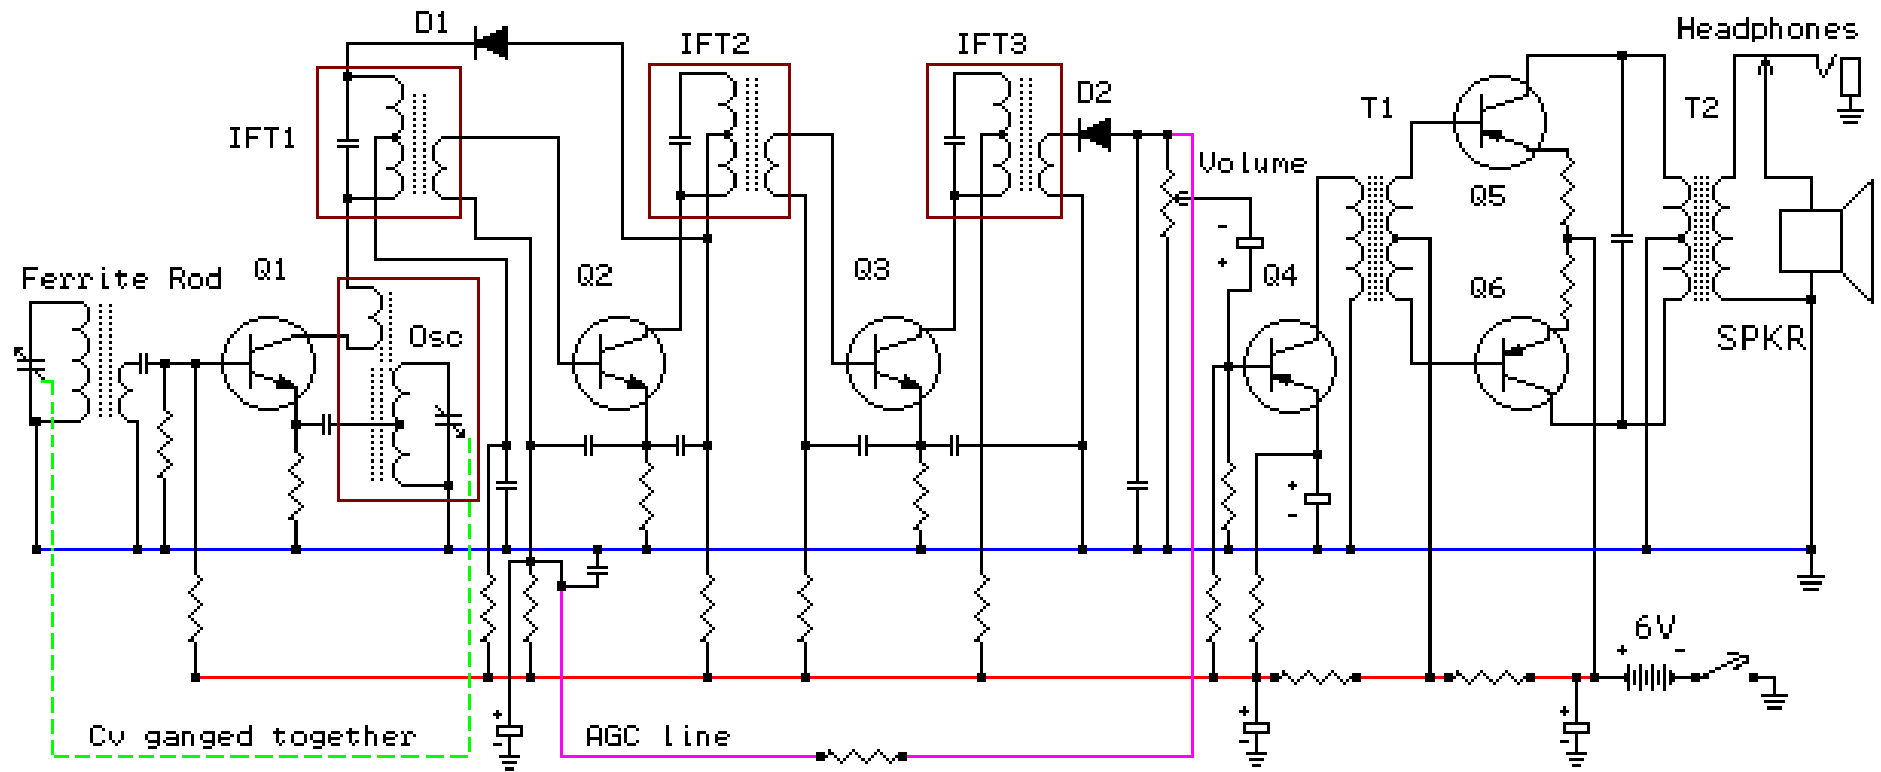 D1
IFT2
IFT3
Headphones
D2
T1
T2
IFT1
Volume
Q5
-
Ferrite Rod
Q1
Q2
Q3
+
Q4
Q6
Osc
SPKR
+
-
6V
+ -
+
-
+
-
+
-
Cv ganged together
AGC line